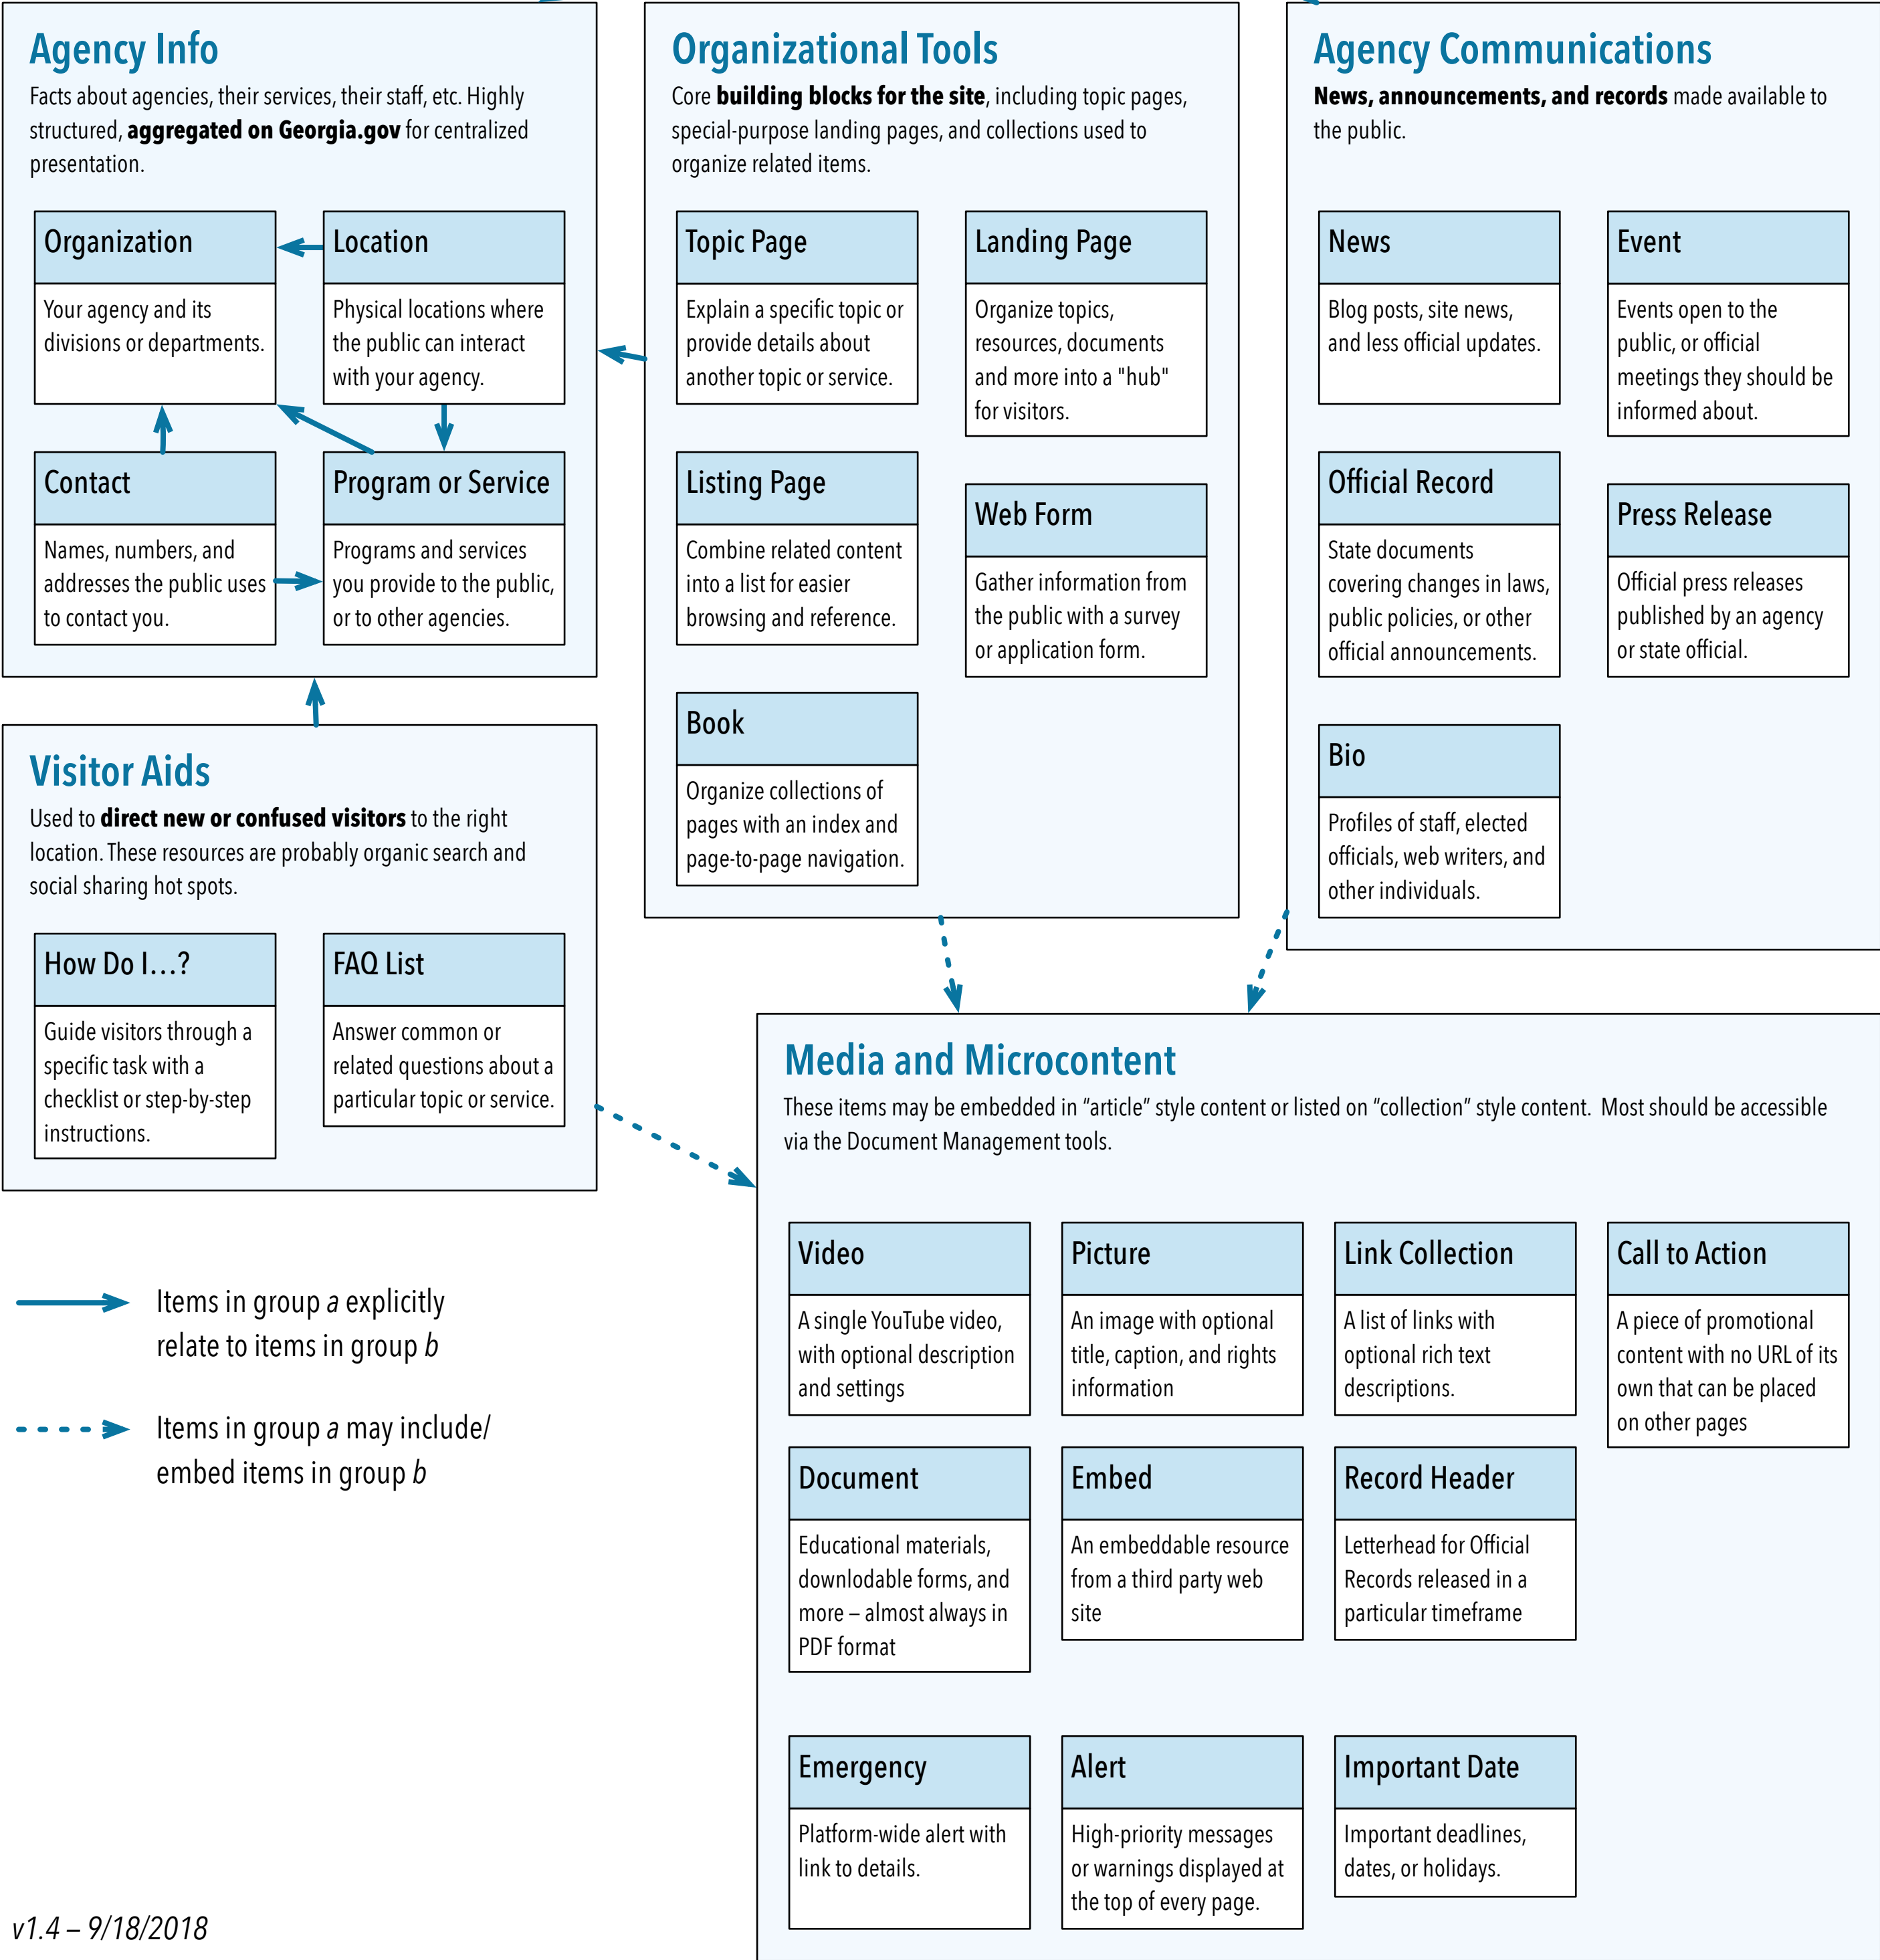 Agency Info
Facts about agencies, their services, their staff, etc. Highly
structured, aggregated on Georgia.gov for centralized
presentation.
Organization
Your agency and its
divisions or departments.
Location
Physical locations where
the public can interact
with your agency.
Contact
Names, numbers, and
addresses the public uses
to contact you.
Program or Service
Programs and services
you provide to the public,
or to other agencies.
Organizational Tools
Core building blocks for the site, including topic pages,
special-purpose landing pages, and collections used to
organize related items.
Topic Page
Explain a specific topic or
provide details about
another topic or service.
Landing Page
Organize topics,
resources, documents
and more into a "hub"
for visitors.
Listing Page
Combine related content
into a list for easier
browsing and reference.
Web Form
Gather information from
the public with a survey
or application form.
Book
Organize collections of
pages with an index and
page-to-page navigation.
Agency Communications
News, announcements, and records made available to
the public.
News
Blog posts, site news,
and less official updates.
Event
Events open to the
public, or official
meetings they should be
informed about.
Official Record
State documents
covering changes in laws,
public policies, or other
official announcements.
Press Release
Official press releases
published by an agency
or state official.
Bio
Profiles of staff, elected
officials, web writers, and
other individuals.
Visitor Aids
Used to direct new or confused visitors to the right
location. These resources are probably organic search and
social sharing hot spots.
How Do I...?
Guide visitors through a
specific task with a
checklist or step-by-step
instructions.
FAQ List
Answer common or
related questions about a
particular topic or service.
Media and Microcontent
These items may be embedded in “article” style content or listed on “collection” style content. Most should be accessible
via the Document Management tools.
Video
A single YouTube video,
with optional description
and settings
Picture
An image with optional
title, caption, and rights
information
Link Collection
A list of links with
optional rich text
descriptions.
Call to Action
A piece of promotional
content with no URL of its
own that can be placed
on other pages
Document
Educational materials,
downlodable forms, and
more – almost always in
PDF format
Embed
An embeddable resource
from a third party web
site
Record Header
Letterhead for Official
Records released in a
particular timeframe
Emergency
Platform-wide alert with
link to details.
Alert
High-priority messages
or warnings displayed at
the top of every page.
Important Date
Important deadlines,
dates, or holidays.
Items in group a explicitly
relate to items in group b
Items in group a may include/
embed items in group b
v1.4 – 9/18/2018